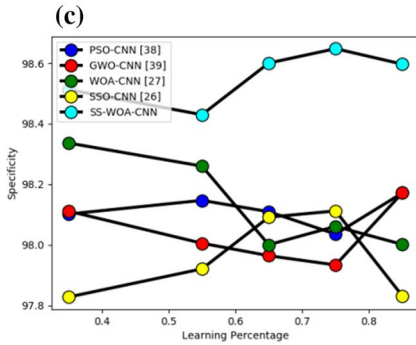 (c)
PSO-CNN [38]
GWO-CNN [39]
WOA-CNN [27]
SSO-CNN [26]
SS-WOA-CNN
98.6
98.4
98.2
98.0
97.8
Specificity
0.4 0.5 0.6 0.7 0.8
Learning Percentage